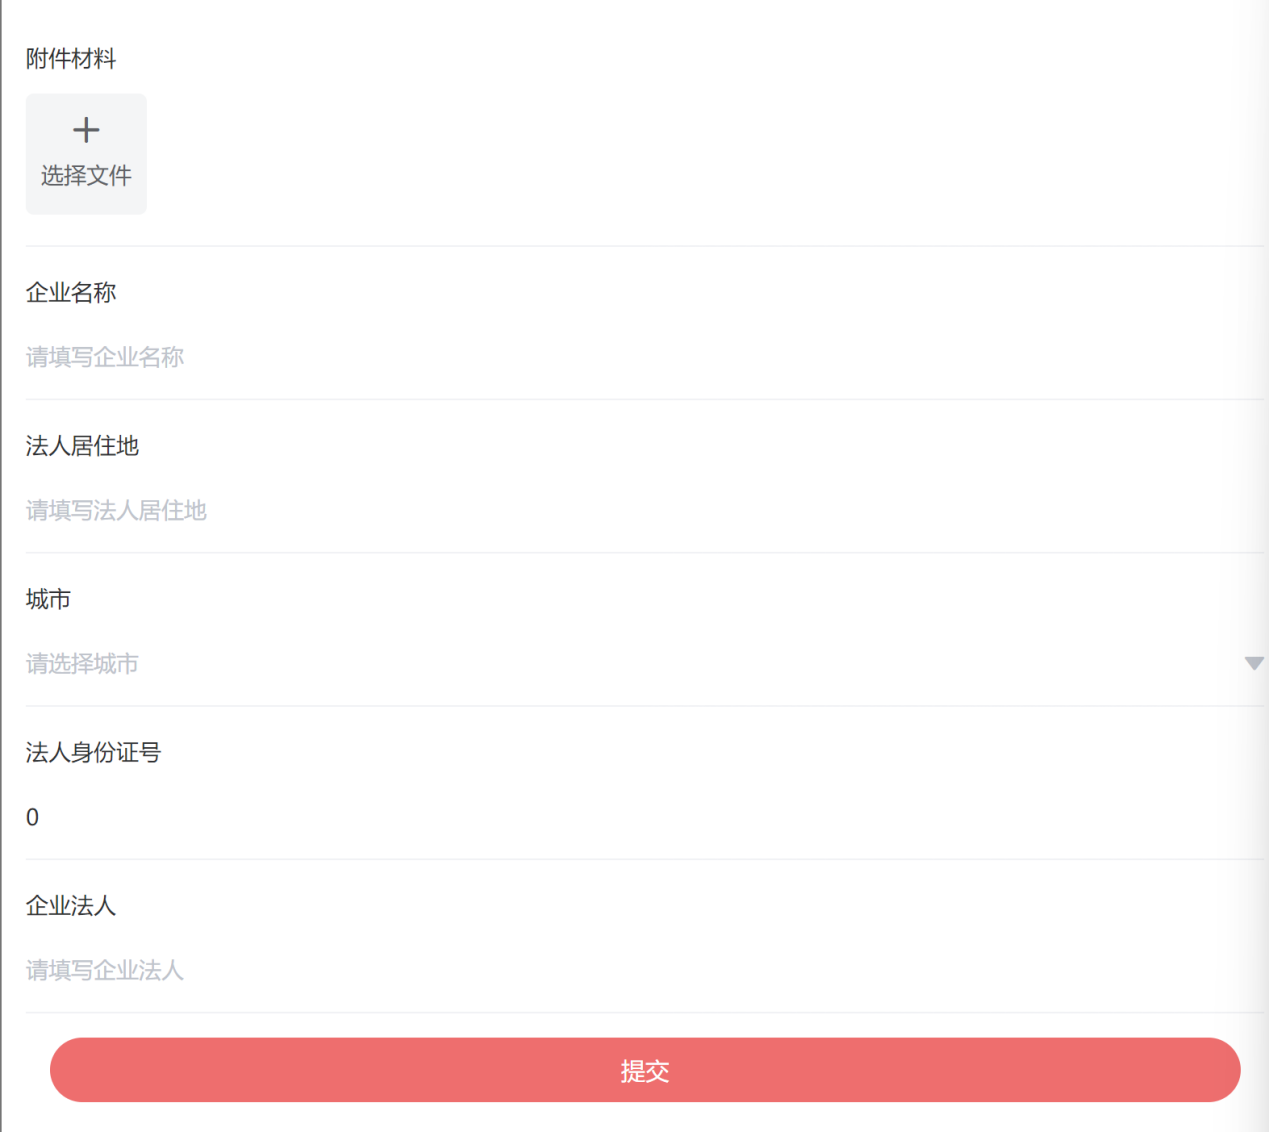 附件材料
选择文件
企业名称
请填写企业名称
法人居住地
请填写法人居住地
城市
请选择城市
法人身份证号
0
企业法人
请填写企业法人
提交